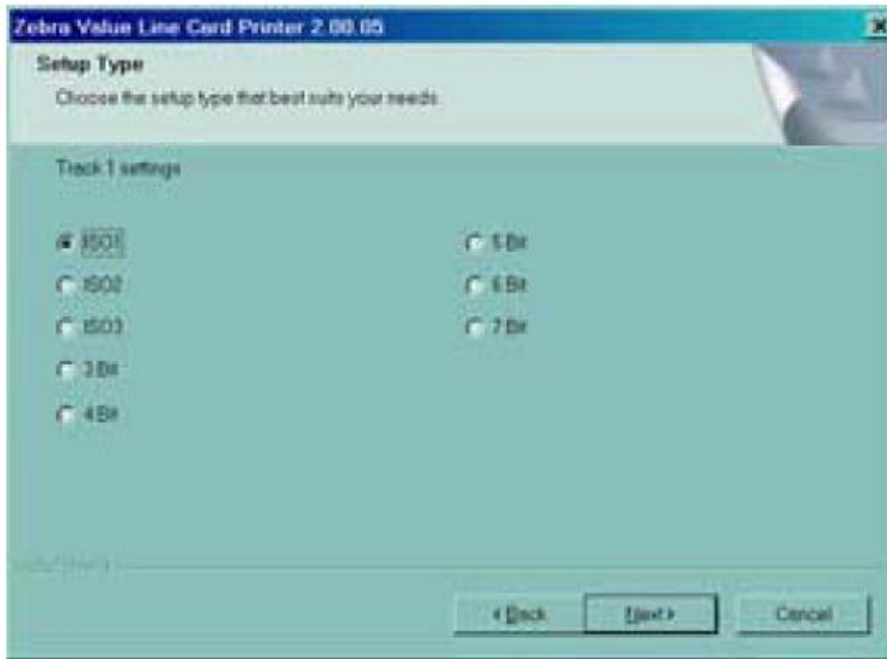 Zebra Value Line Card Printer 2.00.05
Setup Type
Choose the setup type that best suits your needs.
Track 1 settings
ISO1
ISO2
ISO3
3 Bit
4 Bit
5 Bit
6 Bit
7 Bit
< Back
Next >
Cancel